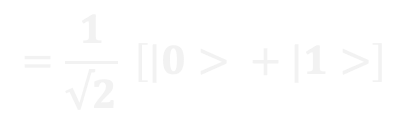 = 1/√2 [|0 > + |1 >]